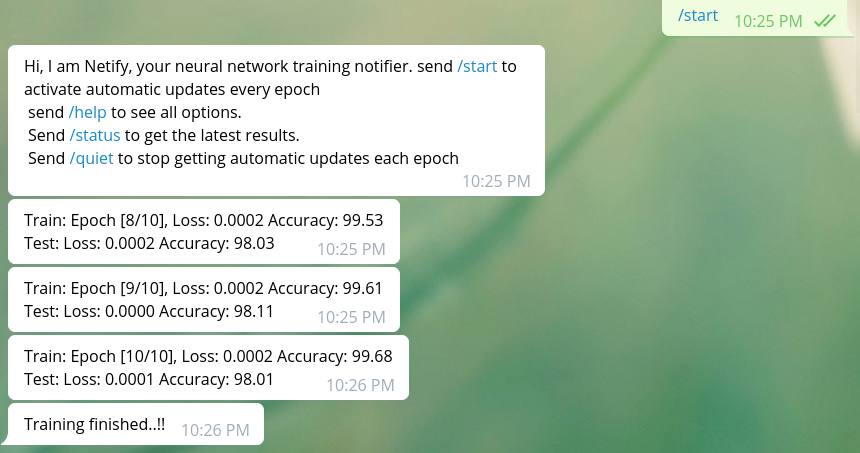 /start 10:25 PM
Hi, I am Netify, your neural network training notifier. send /start to
activate automatic updates every epoch
send /help to see all options.
Send /status to get the latest results.
Send /quiet to stop getting automatic updates each epoch
10:25 PM
Train: Epoch [8/10], Loss: 0.0002 Accuracy: 99.53
Test: Loss: 0.0002 Accuracy: 98.03 10:25 PM
Train: Epoch [9/10], Loss: 0.0002 Accuracy: 99.61
Test: Loss: 0.0000 Accuracy: 98.11 10:25 PM
Train: Epoch [10/10], Loss: 0.0002 Accuracy: 99.68
Test: Loss: 0.0001 Accuracy: 98.01 10:26 PM
Training finished..!! 10:26 PM